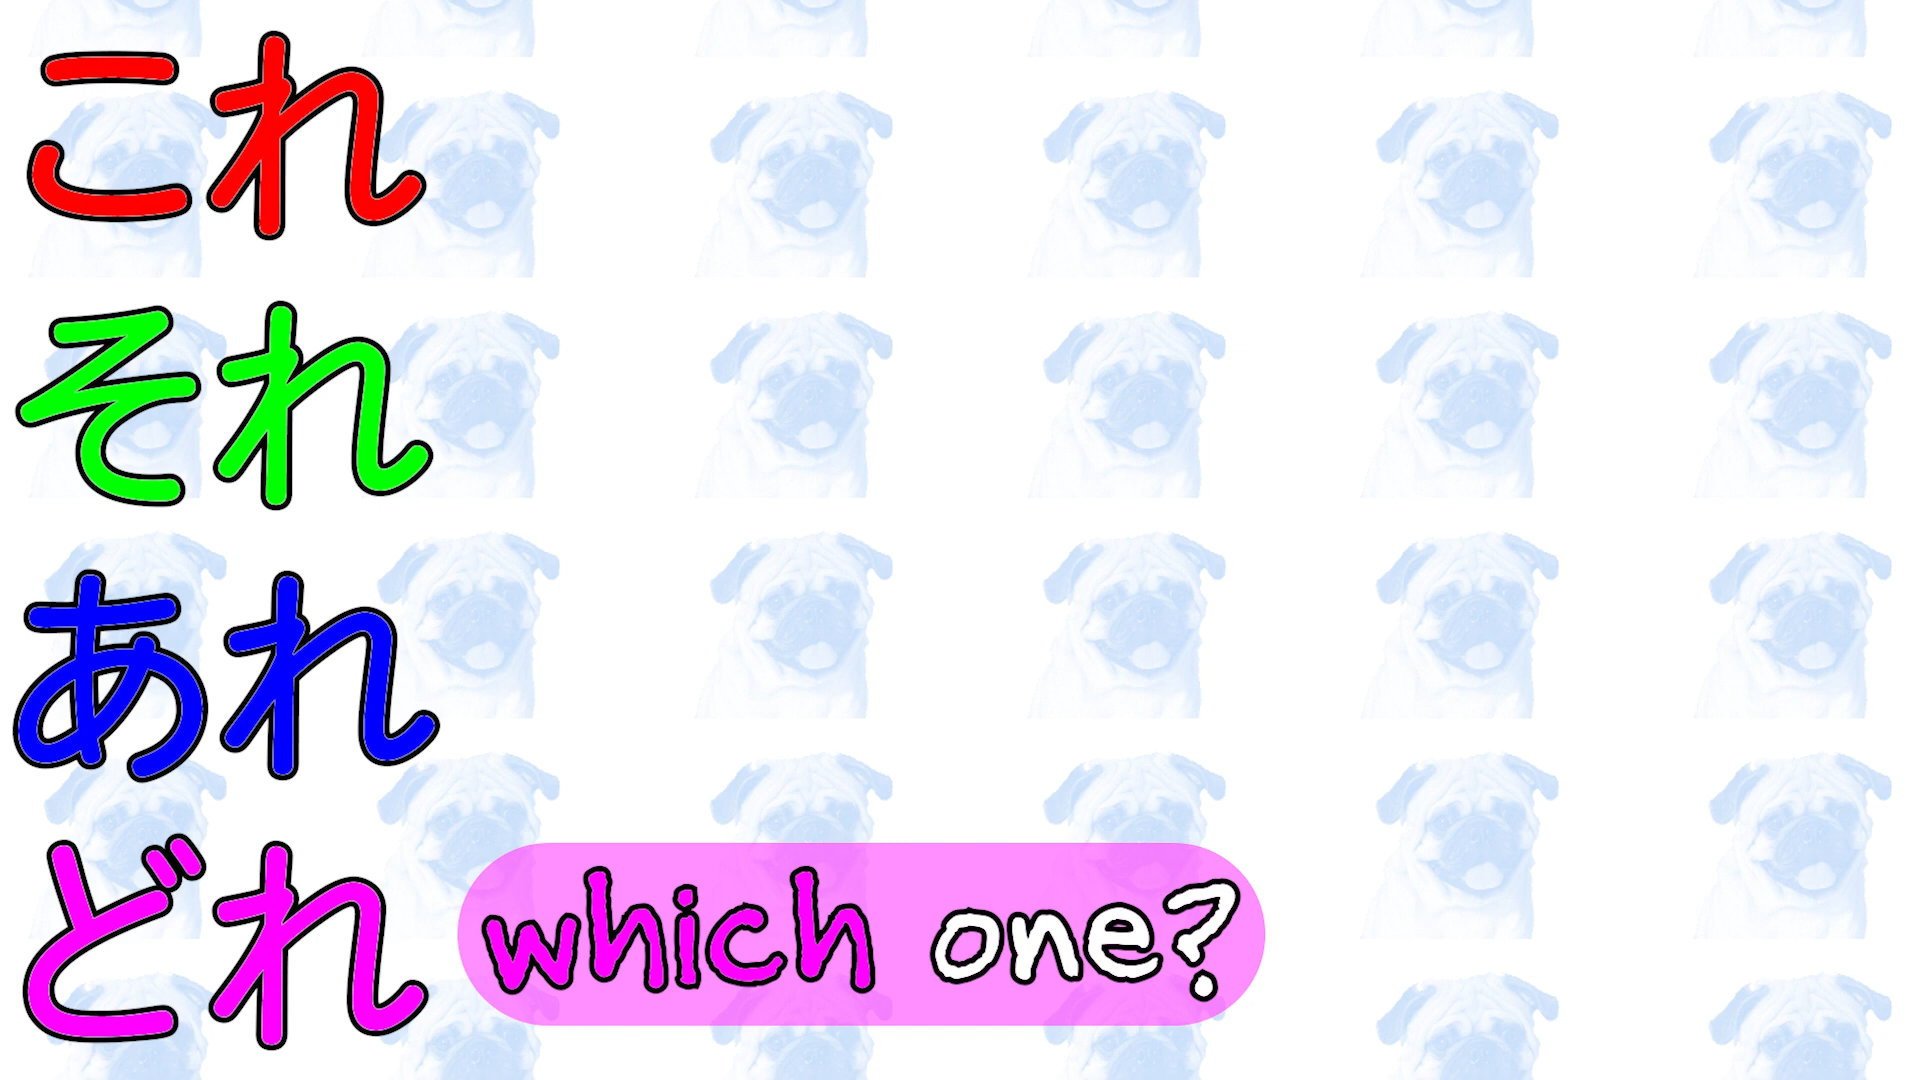 これ
それ
あれ
どれ which one?